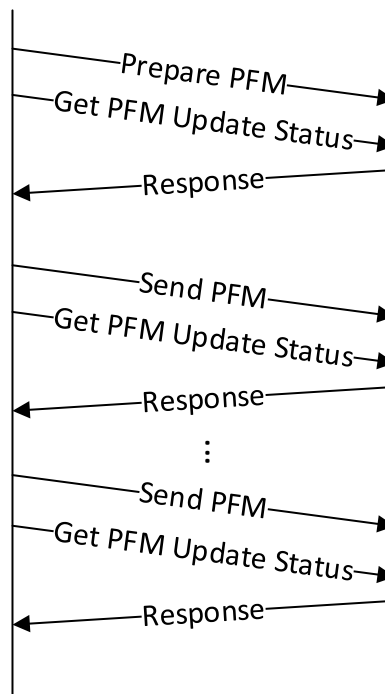 Prepare PFM
Get PFM Update Status
Response
Send PFM
Get PFM Update Status
Response
...
Send PFM
Get PFM Update Status
Response